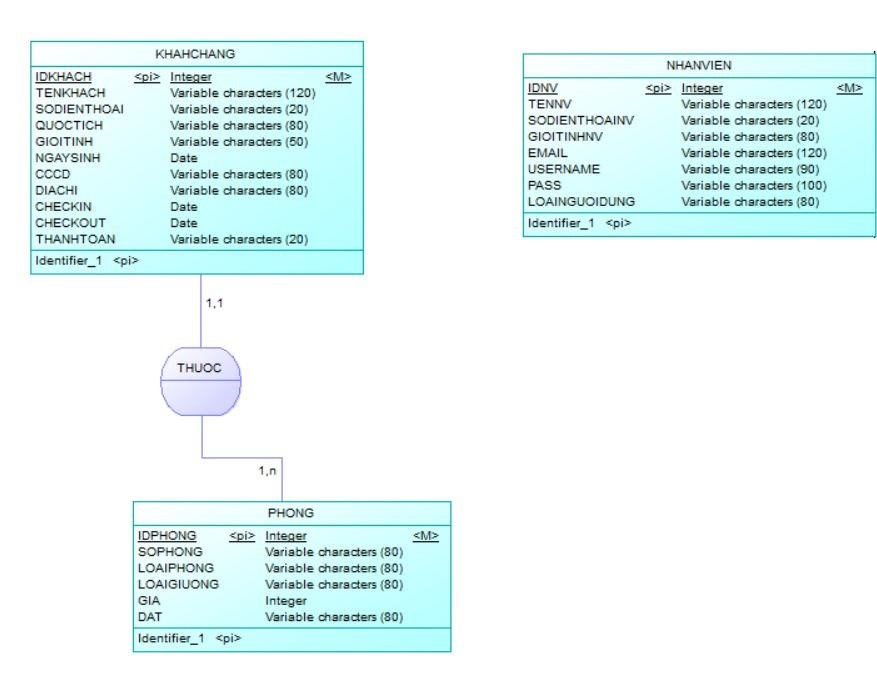 KHAHCHANG
IDKHACH <pi> Integer <M>
TENKHACH Variable characters (120)
SODIENTHOAI Variable characters (20)
QUOCTICH Variable characters (80)
GIOITINH Variable characters (50)
NGAYSINH Date
CCCD Variable characters (80)
DIACHI Variable characters (80)
CHECKIN Date
CHECKOUT Date
THANHTOAN Variable characters (20)
Identifier_1 <pi>
NHANVIEN
IDNV <pi> Integer <M>
TENNV Variable characters (120)
SODIENTHOAINV Variable characters (20)
GIOITINHNV Variable characters (80)
EMAIL Variable characters (120)
USERNAME Variable characters (90)
PASS Variable characters (100)
LOAINGUOIDUNG Variable characters (80)
Identifier_1 <pi>
1,1
THUOC
1,n
PHONG
IDPHONG <pi> Integer <M>
SOPHONG Variable characters (80)
LOAIPHONG Variable characters (80)
LOAIGIUONG Variable characters (80)
GIA Integer
DAT Variable characters (80)
Identifier_1 <pi>